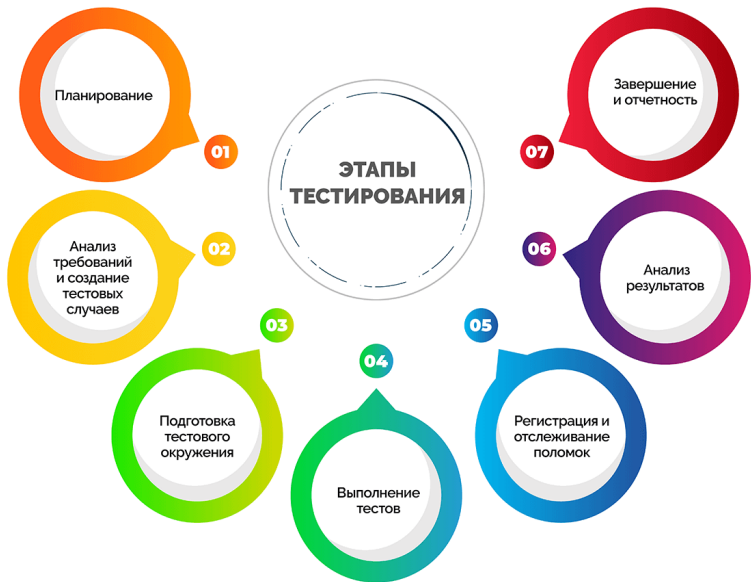 ЭТАПЫ
ТЕСТИРОВАНИЯ
Планирование
01
Анализ
требований
и создание
тестовых
случаев
02
Подготовка
тестового
окружения
03
Выполнение
тестов
04
Регистрация и
отслеживание
поломок
05
Анализ
результатов
06
Завершение
и отчетность
07